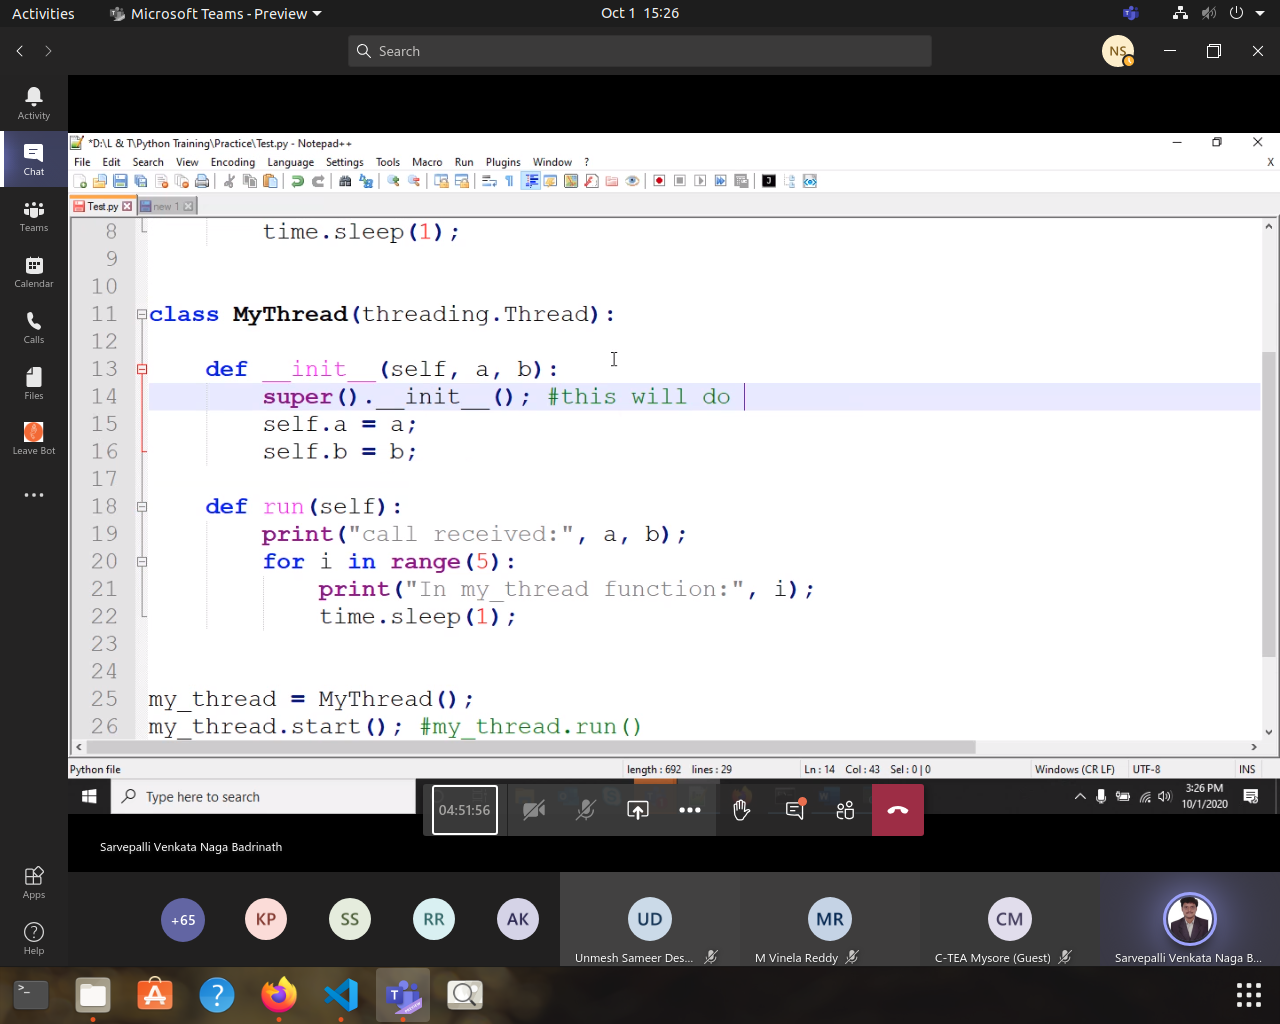 Activities
Microsoft Teams - Preview
Oct 1 15:26
Search
NS
Activity
Chat
Teams
Calendar
Calls
Files
Leave Bot
Apps
Help
*D:\L & T\Python Training\Practice\Test.py - Notepad++
File Edit Search View Encoding Language Settings Tools Macro Run Plugins Window ? X
Test.py new 1
8 time.sleep(1);
9
10
11 class MyThread(threading.Thread):
12
13 def __init__(self, a, b):
14 super().__init__(); #this will do
15 self.a = a;
16 self.b = b;
17
18 def run(self):
19 print("call received:", a, b);
20 for i in range(5):
21 print("In my_thread function:", i);
22 time.sleep(1);
23
24
25 my_thread = MyThread();
26 my_thread.start(); #my_thread.run()
Python file length : 692 lines : 29 Ln : 14 Col : 43 Sel : 0 | 0 Windows (CR LF) UTF-8 INS
Type here to search
3:26 PM
10/1/2020
04:51:56
Sarvepalli Venkata Naga Badrinath
+65 KP SS RR AK UD MR CM
Unmesh Sameer Des... M Vinela Reddy C-TEA Mysore (Guest) Sarvepalli Venkata Naga B...